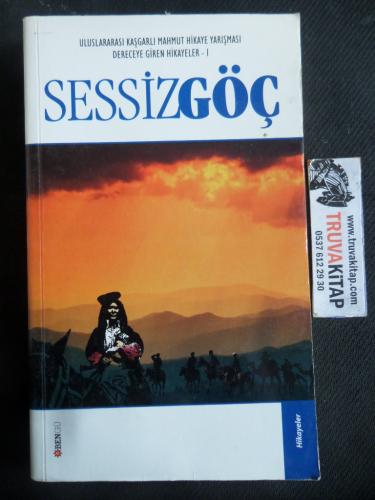 ULUSLARARASI KAŞGARLI MAHMUT HİKAYE YARIŞMASI
DERECEYE GİREN HİKAYELER - I
SESSİZGÖÇ
Hikayeler
www.truvakitap.com
0537 612 29 30
TRUVAKİTAP